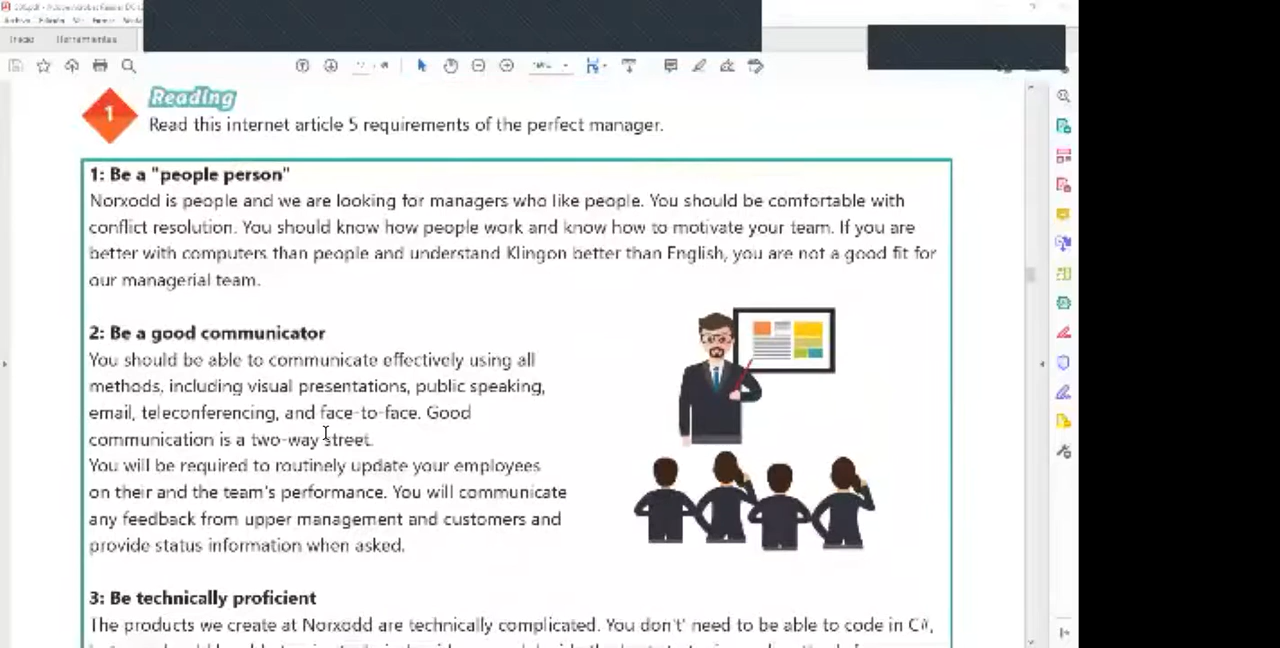 Inicio
Herramientas
1
Reading
Read this internet article 5 requirements of the perfect manager.
1: Be a "people person"
Norxodd is people and we are looking for managers who like people. You should be comfortable with
conflict resolution. You should know how people work and know how to motivate your team. If you are
better with computers than people and understand Klingon better than English, you are not a good fit for
our managerial team.
2: Be a good communicator
You should be able to communicate effectively using all
methods, including visual presentations, public speaking,
email, teleconferencing, and face-to-face. Good
communication is a two-way street.
You will be required to routinely update your employees
on their and the team's performance. You will communicate
any feedback from upper management and customers and
provide status information when asked.
3: Be technically proficient
The products we create at Norxodd are technically complicated. You don't' need to be able to code in C#,